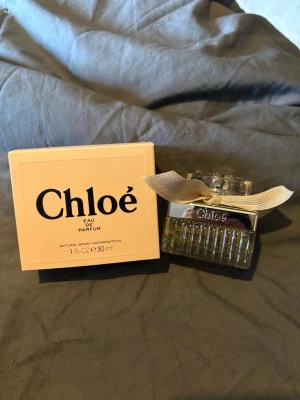 Chloé
EAU
DE
PARFUM
NATURAL SPRAY VAPORISATEUR
1 FL OZ e 30 ml
Chloé